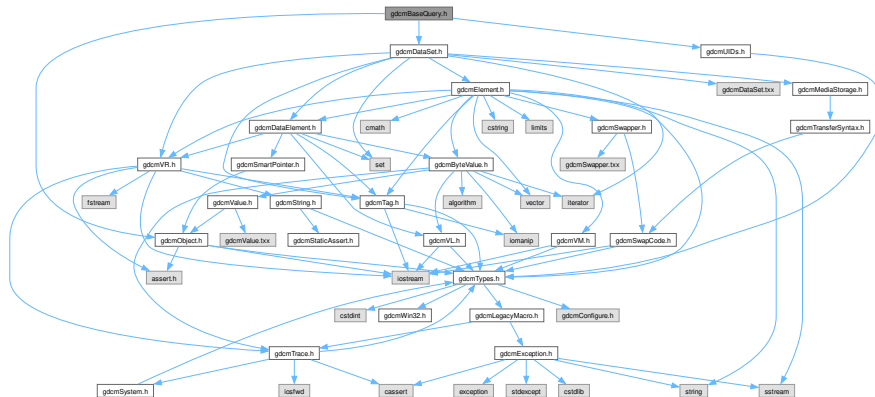 gdcmBaseQuery.h
gdcmDataSet.h
gdcmUIDs.h
gdcmElement.h
gdcmDataSet.txx
gdcmMediaStorage.h
gdcmDataElement.h
cmath
cstring
limits
gdcmSwapper.h
gdcmTransferSyntax.h
gdcmVR.h
gdcmSmartPointer.h
set
gdcmByteValue.h
gdcmSwapper.txx
fstream
gdcmValue.h
gdcmString.h
gdcmTag.h
algorithm
vector
iterator
gdcmObject.h
gdcmValue.txx
gdcmStaticAssert.h
gdcmVL.h
iomanip
gdcmVM.h
gdcmSwapCode.h
assert.h
iostream
gdcmTypes.h
cstdint
gdcmWin32.h
gdcmLegacyMacro.h
gdcmConfigure.h
gdcmTrace.h
gdcmException.h
gdcmSystem.h
iosfwd
cassert
exception
stdexcept
cstdlib
string
sstream